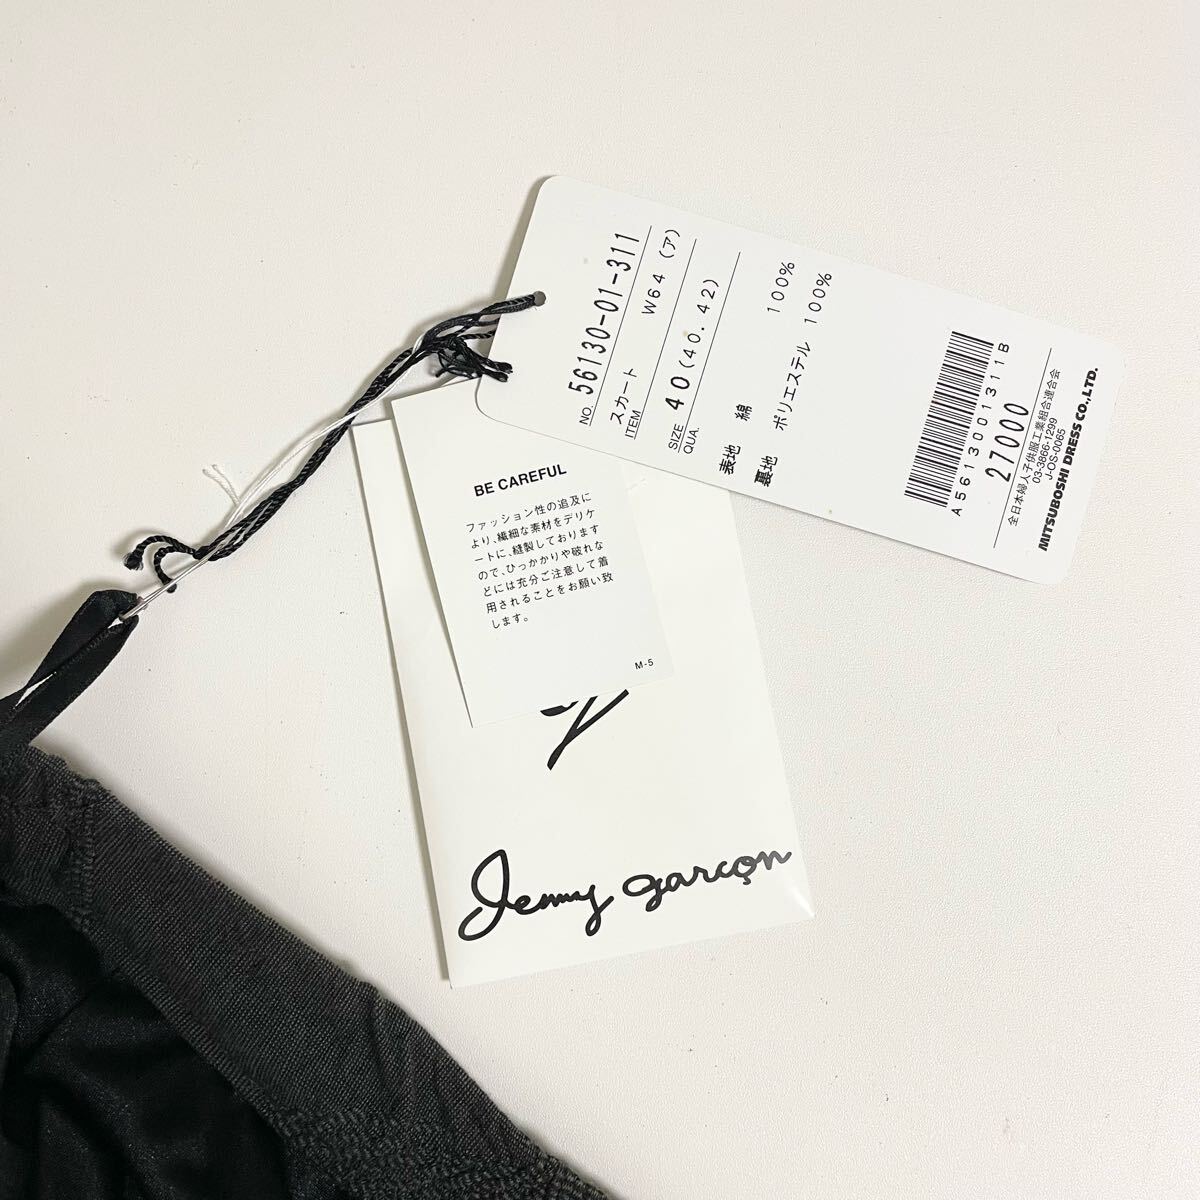 NO. 56130-01-311
スカート W64 (ア)
ITEM
SIZE 40(40.42)
QUA.
表地 綿 100%
裏地 ポリエステル 100%
A561300131 1B
27000
全日本婦人子供服工業組合連合会
03-3866-1299
J-OS-0065
MITSUBOSHI DRESS CO.,LTD.
BE CAREFUL
ファッション性の追及に
より、繊細な素材をデリケ
ートに、縫製しております
ので、ひっかかりや破れな
どには充分ご注意して着
用されることをお願い致
します。
M-5
Jenny garçon